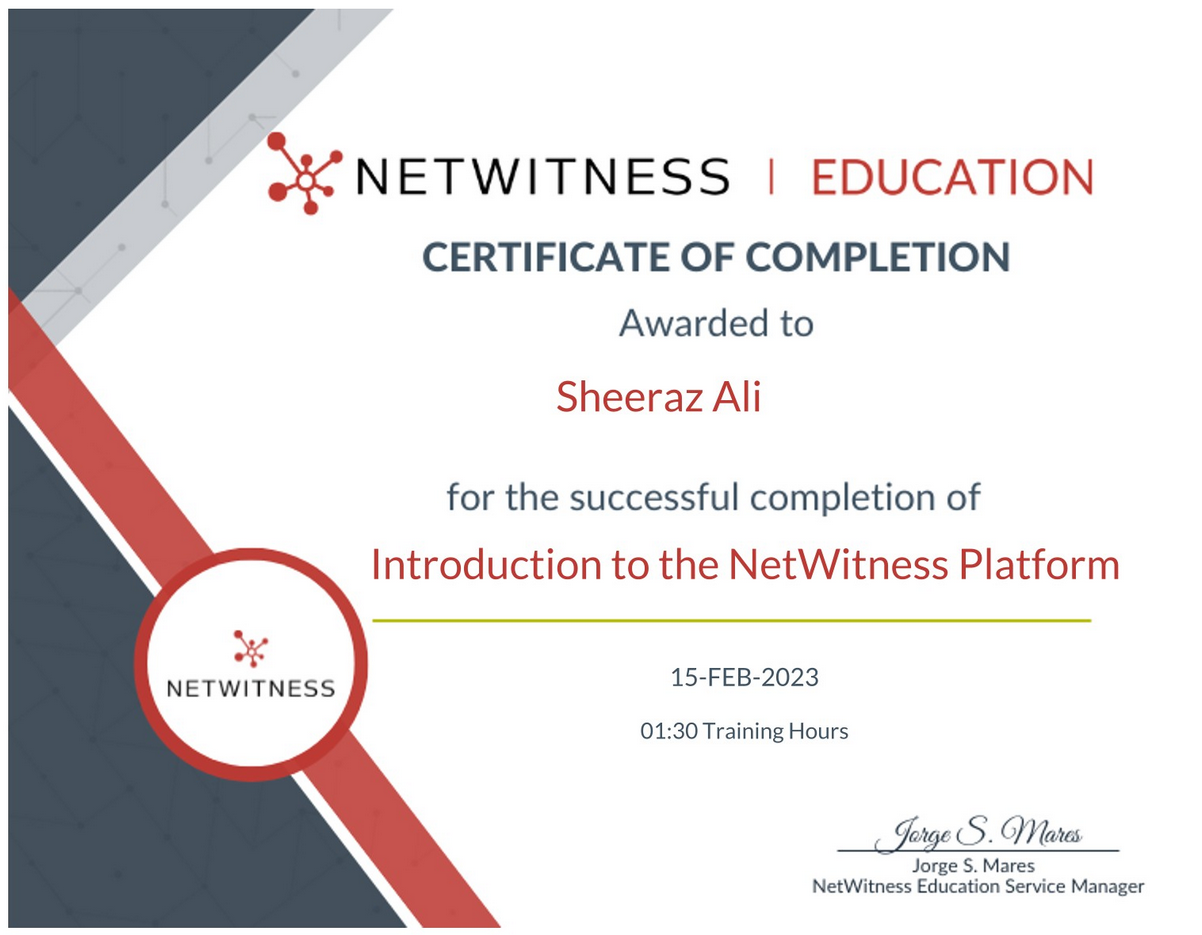 NETWITNESS | EDUCATION
CERTIFICATE OF COMPLETION
Awarded to
Sheeraz Ali
for the successful completion of
Introduction to the NetWitness Platform
NETWITNESS
15-FEB-2023
01:30 Training Hours
Jorge S. Mares
Jorge S. Mares
NetWitness Education Service Manager